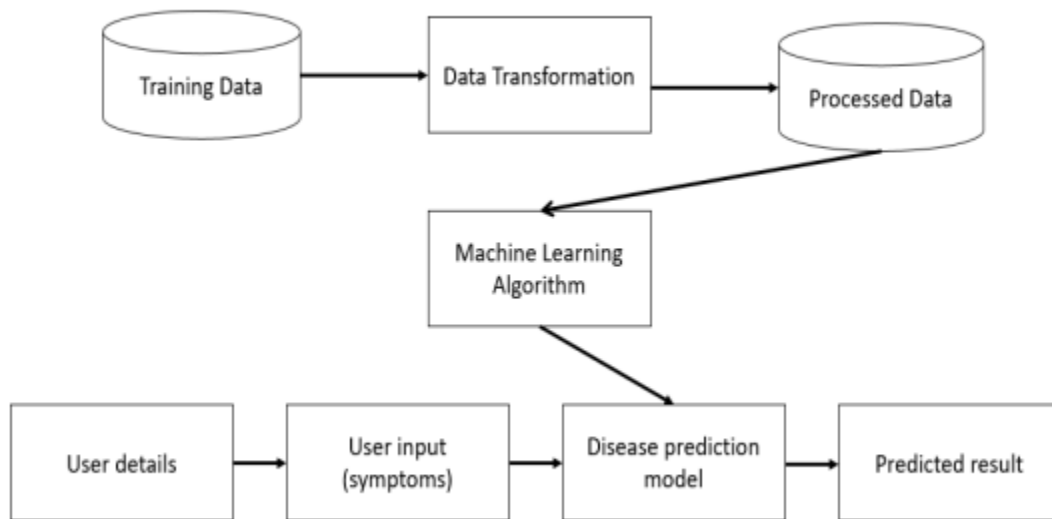 Training Data
Data Transformation
Processed Data
Machine Learning
Algorithm
User details
User input
(symptoms)
Disease prediction
model
Predicted result